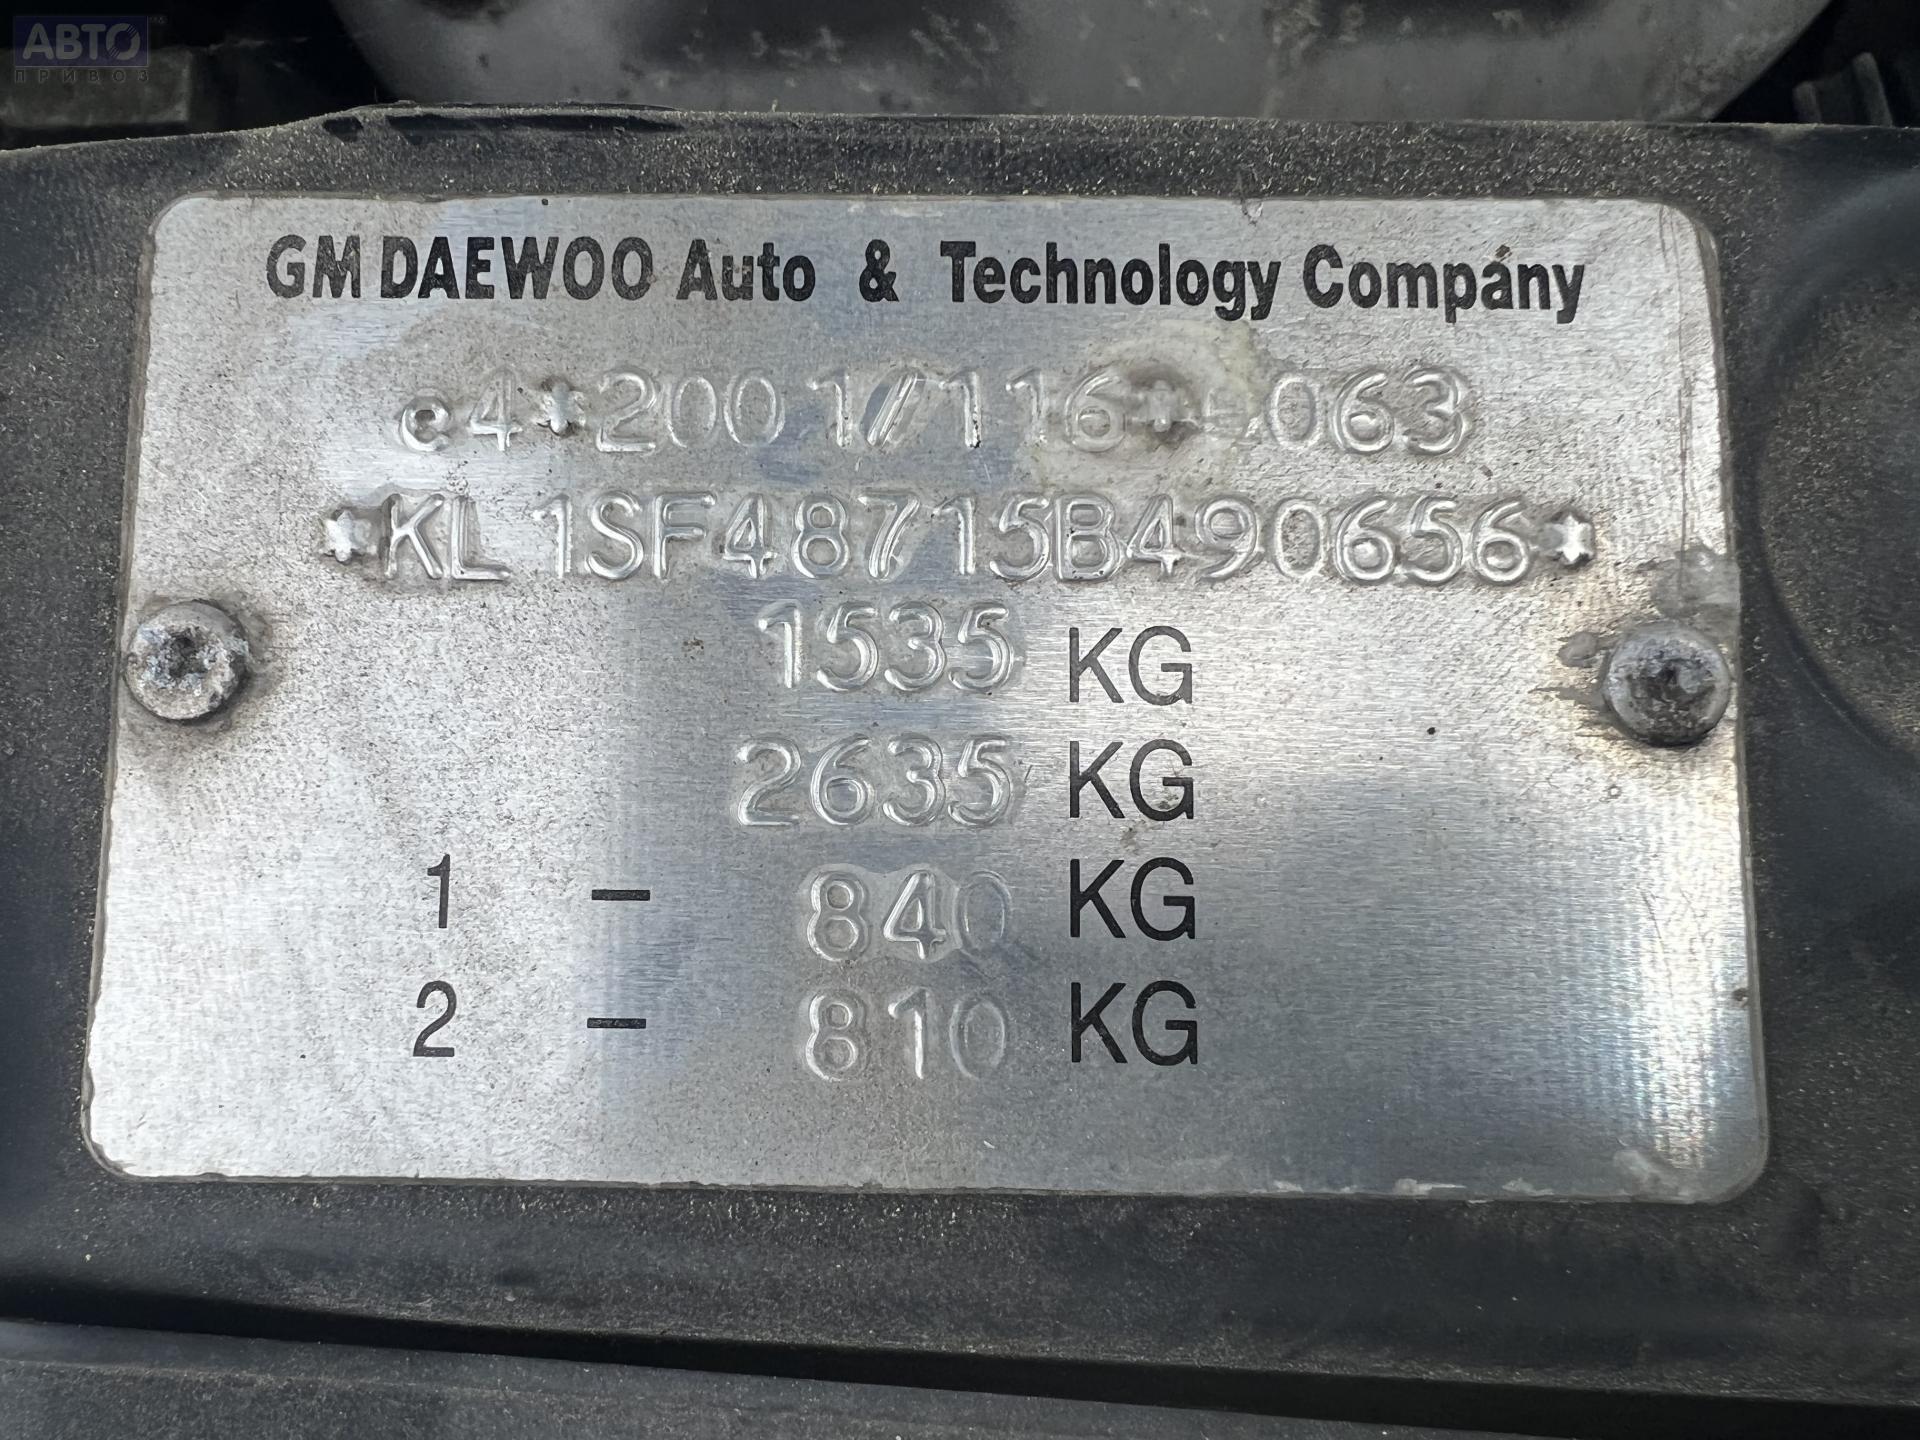 АВТО
ПРИВОЗ
GM DAEWOO Auto & Technology Company
e4*2001/116* 063
*KL1SF48715B490656*
1535 KG
2635 KG
1 - 840 KG
2 - 810 KG